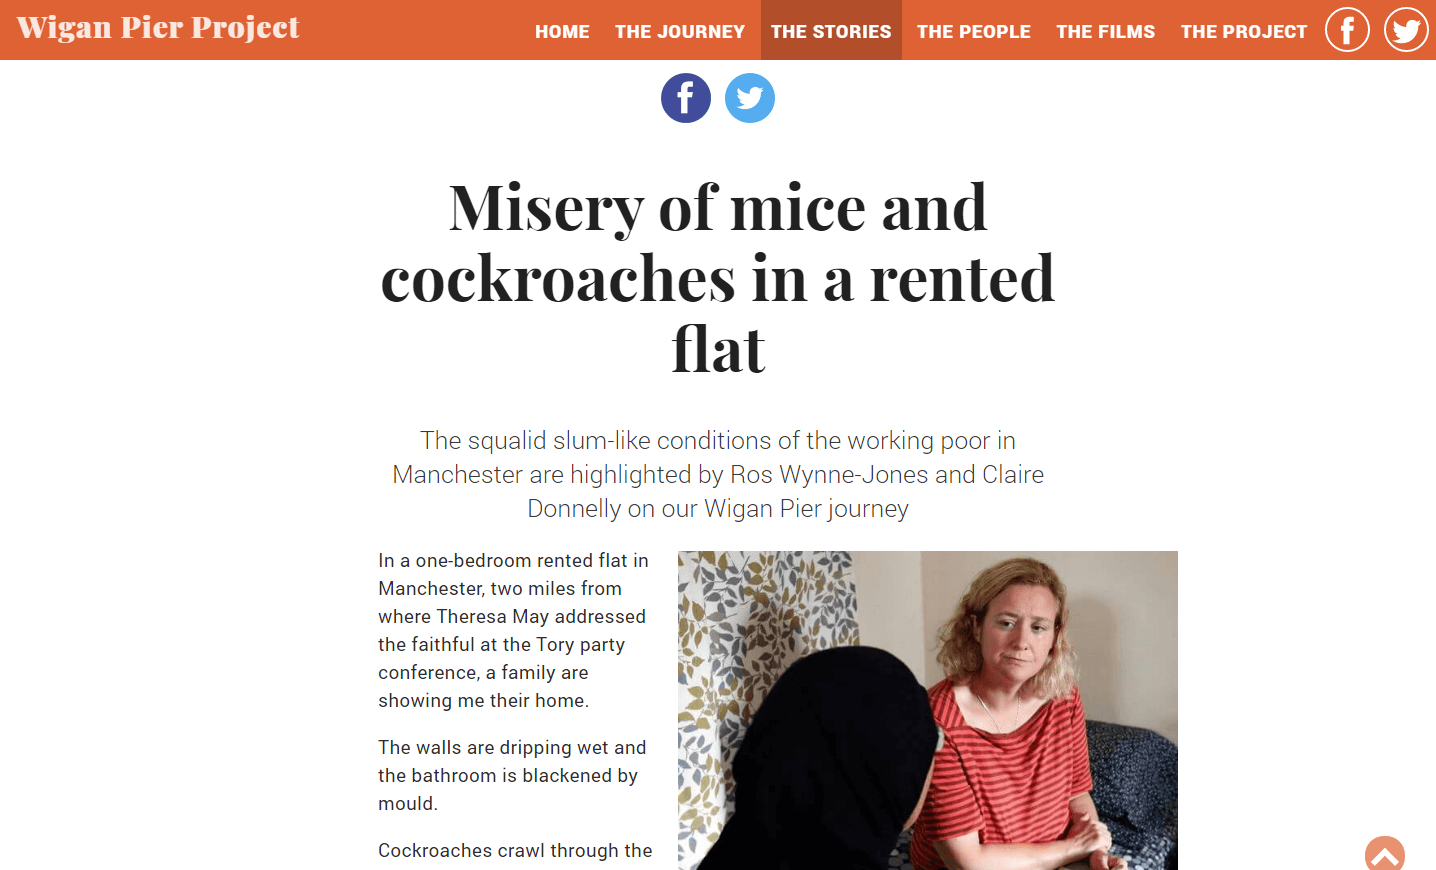 Wigan Pier Project
HOME THE JOURNEY THE STORIES THE PEOPLE THE FILMS THE PROJECT
Misery of mice and
cockroaches in a rented
flat
The squalid slum-like conditions of the working poor in
Manchester are highlighted by Ros Wynne-Jones and Claire
Donnelly on our Wigan Pier journey
In a one-bedroom rented flat in
Manchester, two miles from
where Theresa May addressed
the faithful at the Tory party
conference, a family are
showing me their home.
The walls are dripping wet and
the bathroom is blackened by
mould.
Cockroaches crawl through the